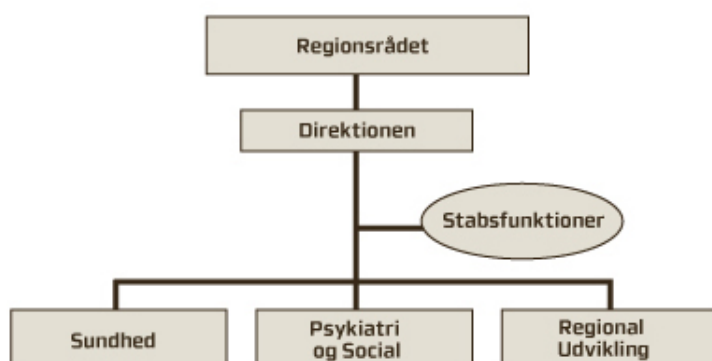 Regionsrådet
Direktionen
Stabsfunktioner
Sundhed
Psykiatri
og Social
Regional
Udvikling